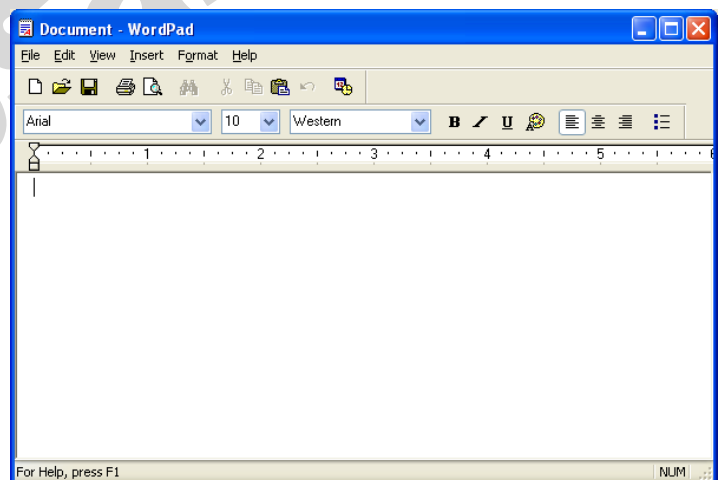 Document - WordPad
File Edit View Insert Format Help
Arial 10 Western B I U
1 2 3 4 5 6
For Help, press F1 NUM